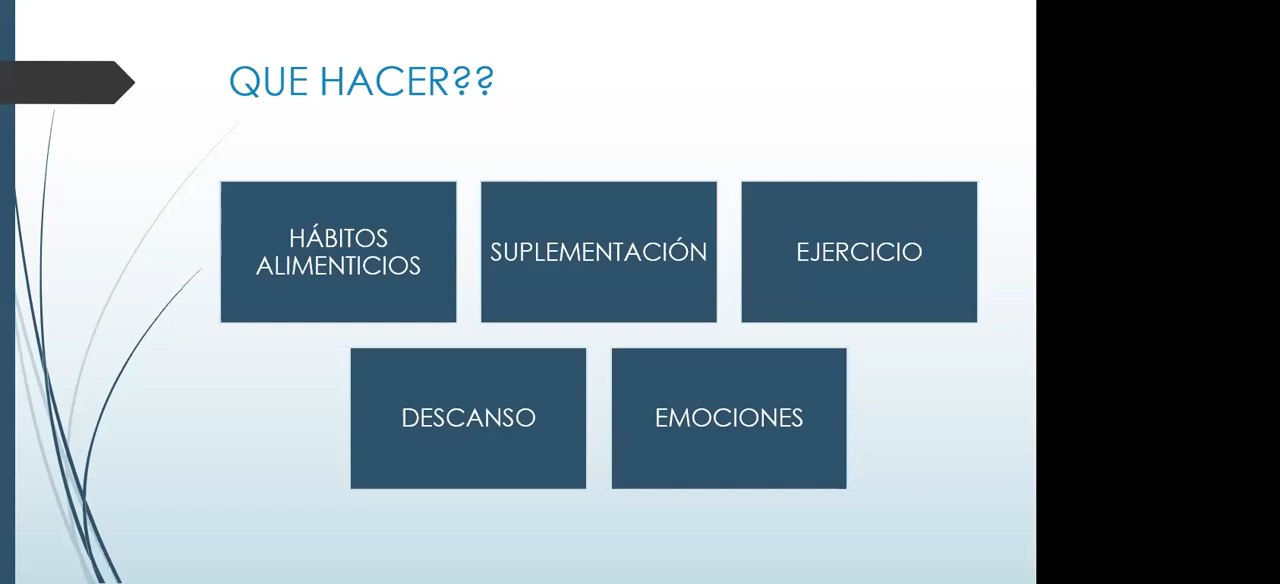 QUE HACER??
HÁBITOS
ALIMENTICIOS
SUPLEMENTACIÓN
EJERCICIO
DESCANSO
EMOCIONES